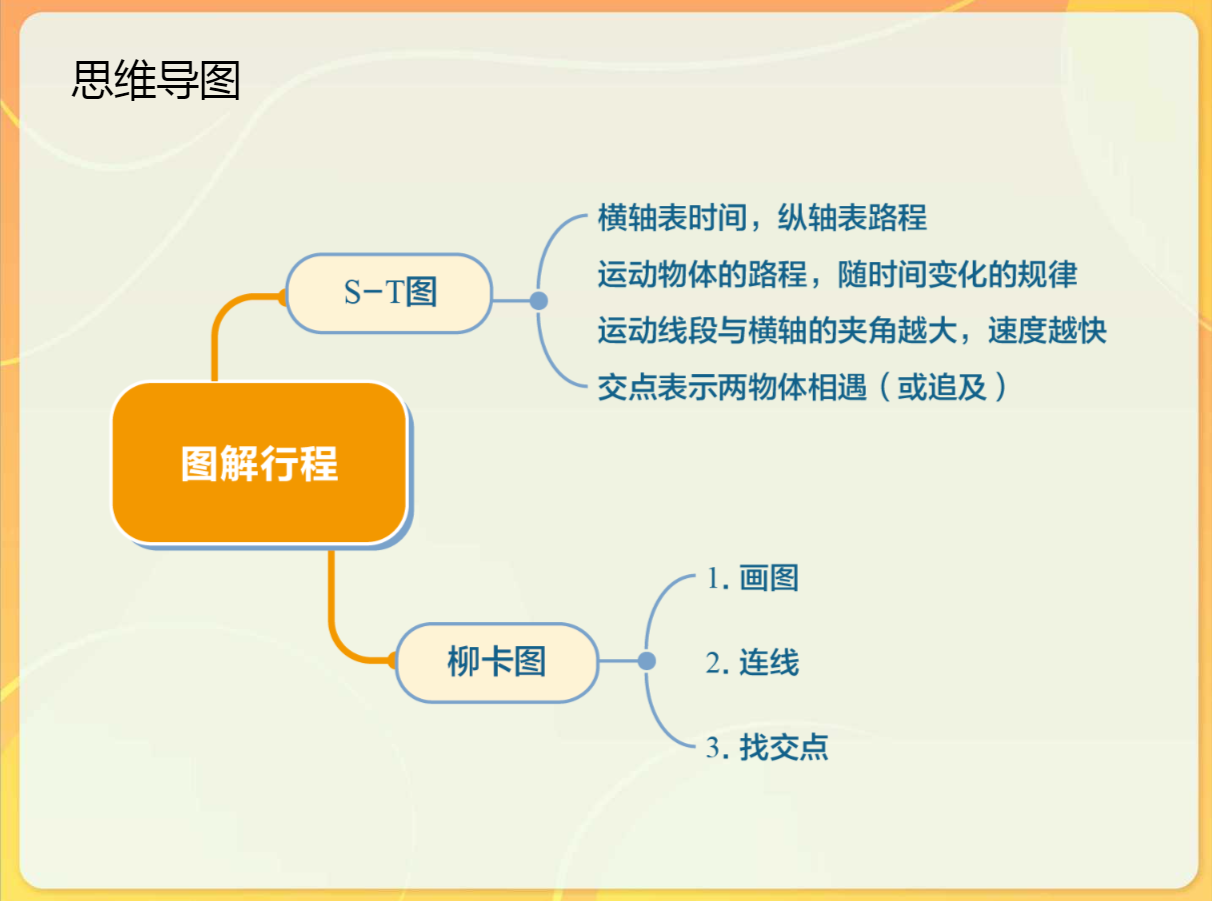 思维导图
横轴表时间，纵轴表路程
运动物体的路程，随时间变化的规律
S-T图
运动线段与横轴的夹角越大，速度越快
交点表示两物体相遇（或追及）
图解行程
1. 画图
柳卡图
2. 连线
3. 找交点